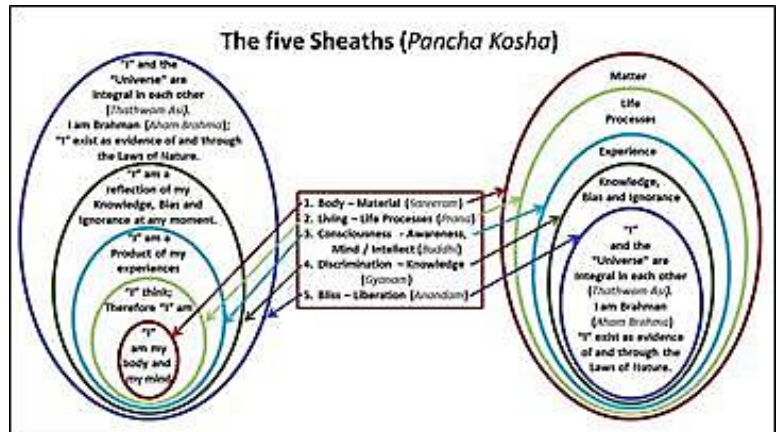 The five Sheaths (Pancha Kosha)
"I" and the
"Universe" are
Integral in each other
(Thathwam Asi),
I am Brahman (Aham Brahma);
"I" exist as evidence of and through
the Laws of Nature.
"I" am a
reflection of my
Knowledge, Bias and
Ignorance at any moment.
"I" am a
Product of my
experiences
"I" think;
Therefore "I" am
"I"
am my
body and
my mind
1. Body – Material (Sareeram)
2. Living – Life Processes (Prana)
3. Consciousness - Awareness,
Mind / Intellect (Buddhi)
4. Discrimination – Knowledge
(Gyanam)
5. Bliss – Liberation (Anandam)
Matter
Life
Processes
Experience
Knowledge,
Bias and Ignorance
"I"
and the
"Universe" are
Integral in each other
(Thathwam Asi),
I am Brahman
(Aham Brahma)
"I" exist as evidence
of and through the
Laws of Nature.